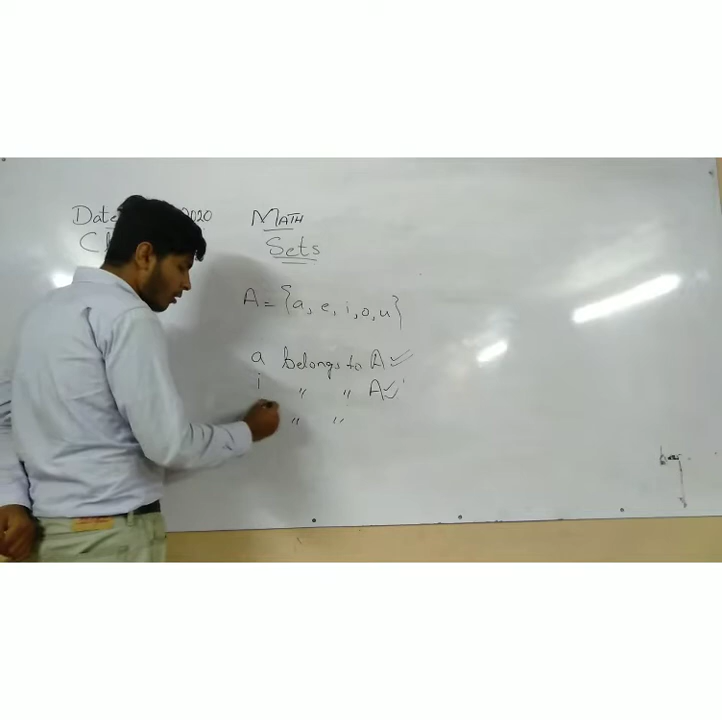 Date 2020 MATH
Sets
A = {a, e, i, o, u}
a belongs to A ✓
i " " A ✓
" "